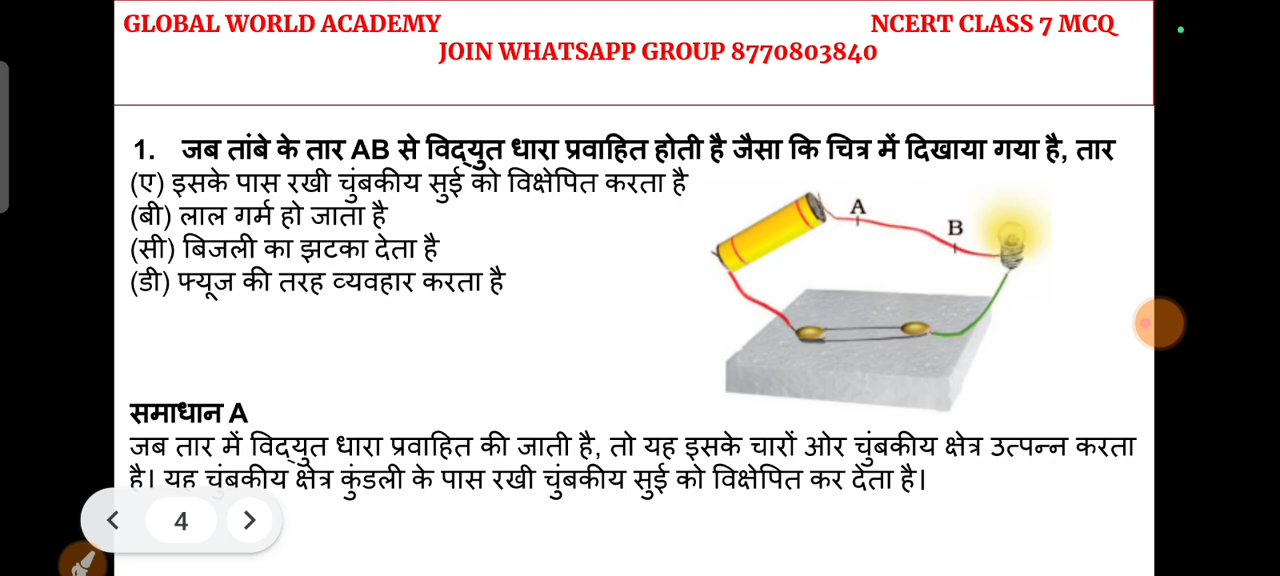 GLOBAL WORLD ACADEMY NCERT CLASS 7 MCQ
JOIN WHATSAPP GROUP 8770803840
1. जब तांबे के तार AB से विद्युत धारा प्रवाहित होती है जैसा कि चित्र में दिखाया गया है, तार
(ए) इसके पास रखी चुंबकीय सुई को विक्षेपित करता है
(बी) लाल गर्म हो जाता है
(सी) बिजली का झटका देता है
(डी) फ्यूज की तरह व्यवहार करता है
A
B
समाधान A
जब तार में विद्युत धारा प्रवाहित की जाती है, तो यह इसके चारों ओर चुंबकीय क्षेत्र उत्पन्न करता
है। यह चुंबकीय क्षेत्र कुंडली के पास रखी चुंबकीय सुई को विक्षेपित कर देता है।
4